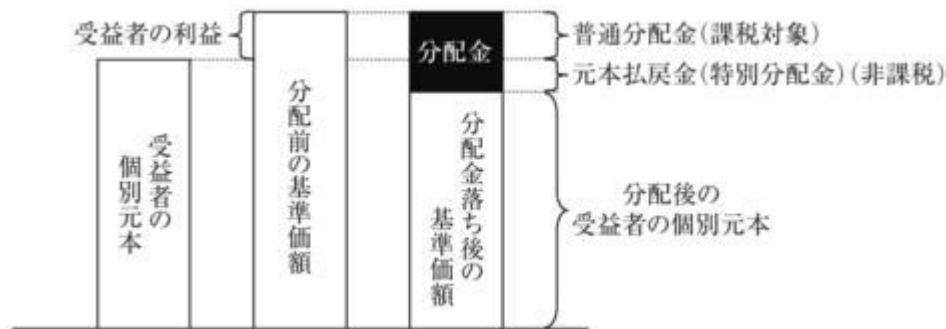 受益者の利益
受益者の
個別元本
分配前の基準価額
分配金
分配金落ち後の
基準価額
普通分配金(課税対象)
元本払戻金(特別分配金)(非課税)
分配後の
受益者の個別元本